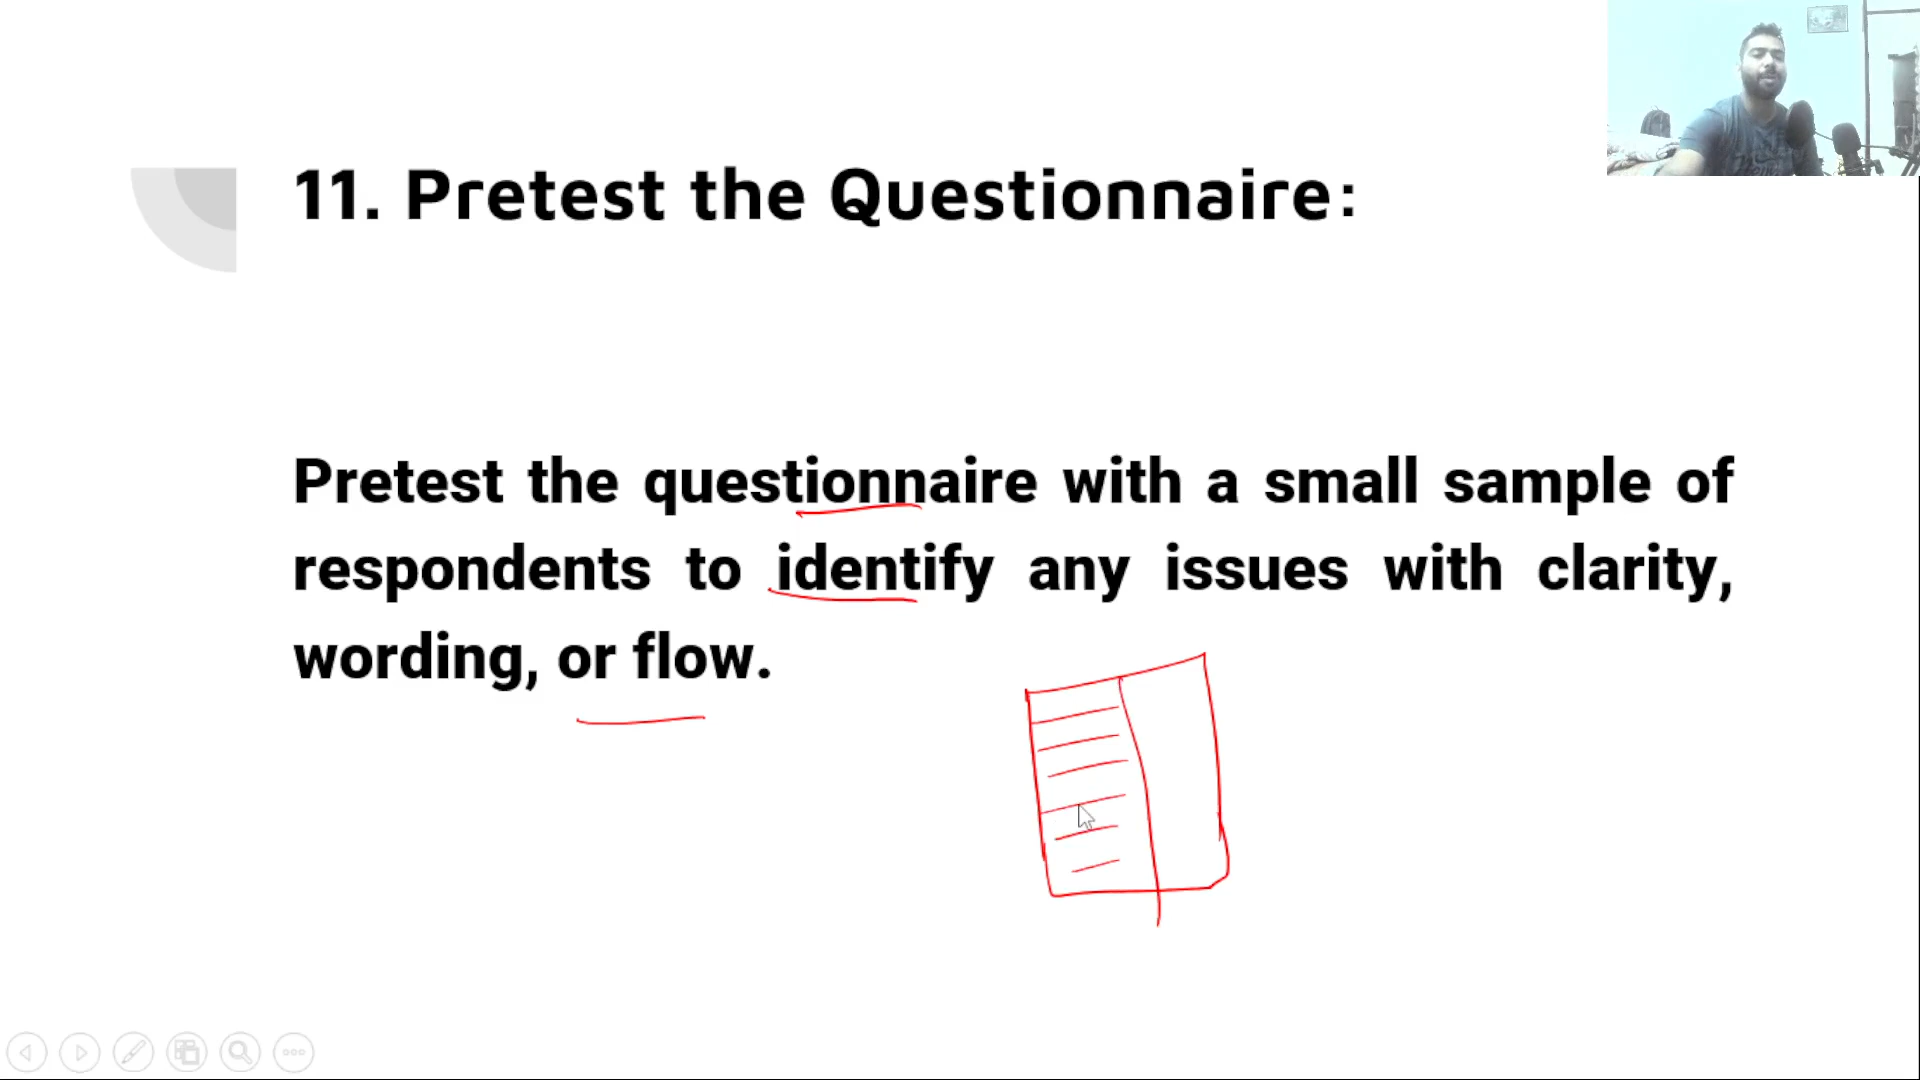 11. Pretest the Questionnaire:
Pretest the questionnaire with a small sample of
respondents to identify any issues with clarity,
wording, or flow.